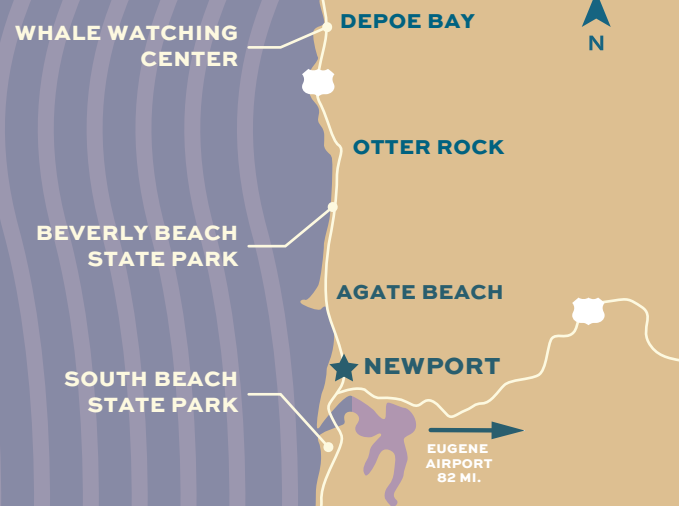 WHALE WATCHING
CENTER
DEPOE BAY
N
OTTER ROCK
BEVERLY BEACH
STATE PARK
AGATE BEACH
NEWPORT
SOUTH BEACH
STATE PARK
EUGENE
AIRPORT
82 MI.